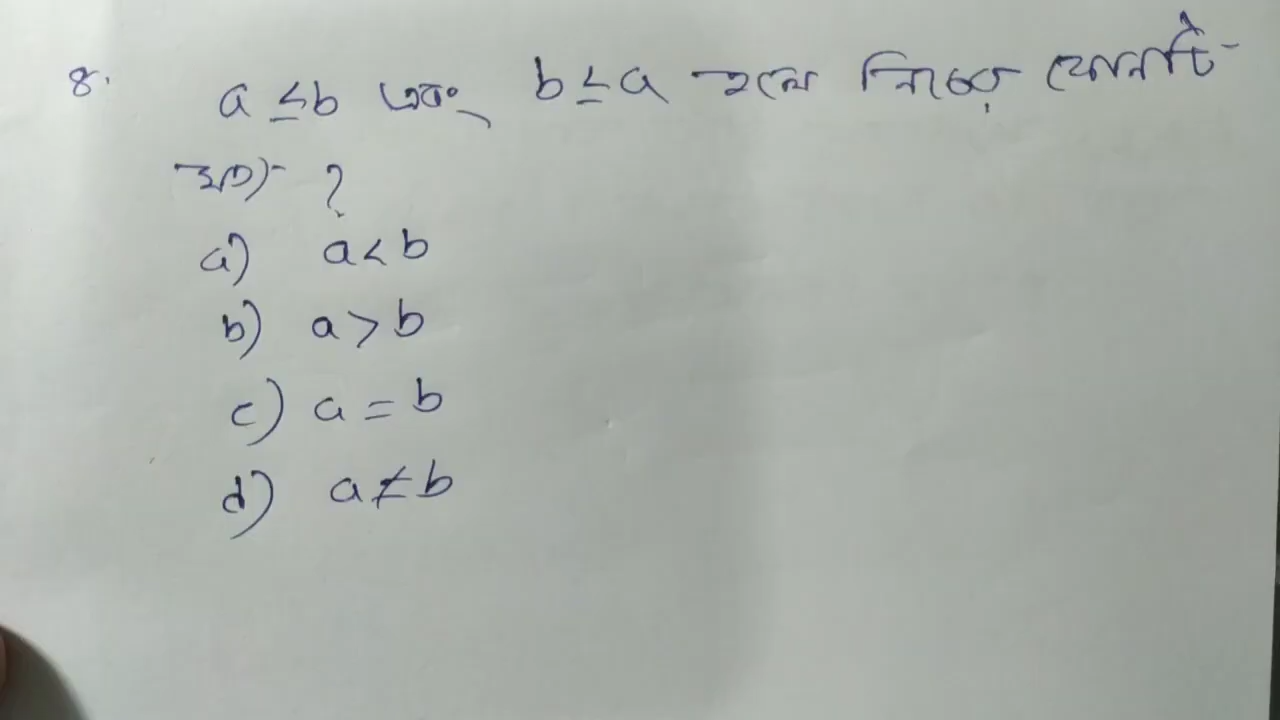 ৪. a ≤ b এবং b ≤ a হলে নিচের কোনটি
সত্য ?
a) a < b
b) a > b
c) a = b
d) a ≠ b